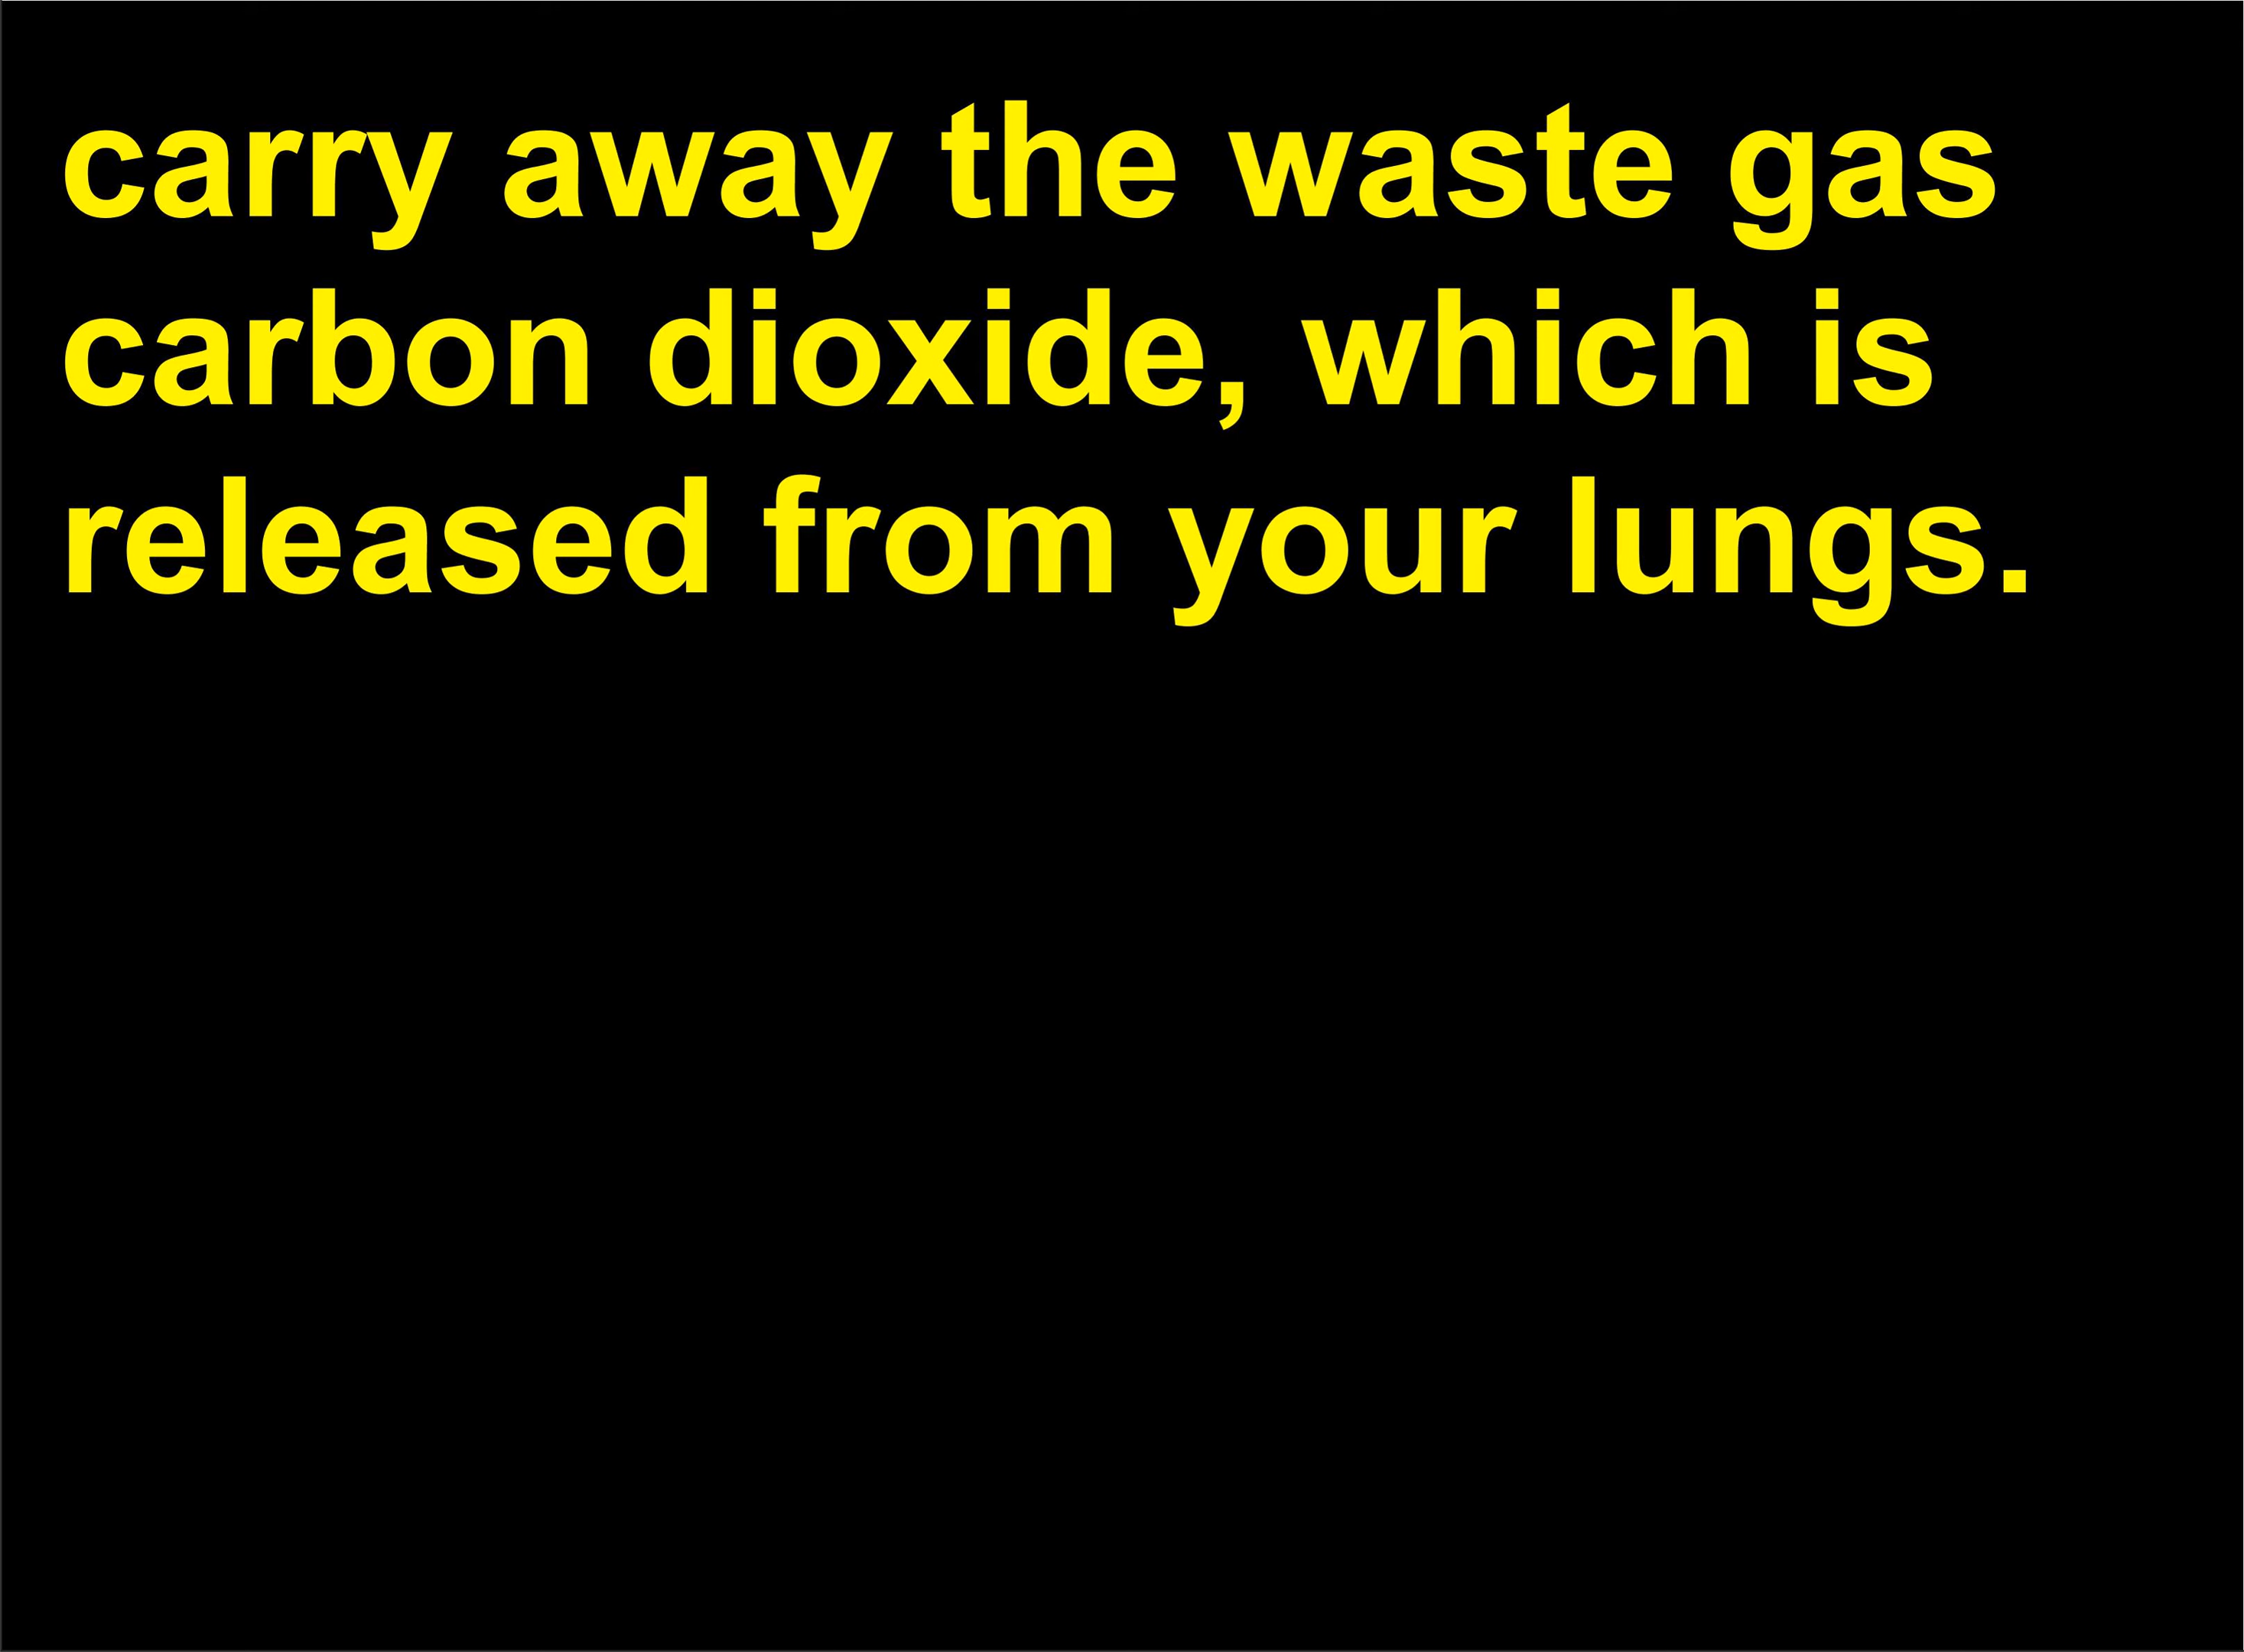 carry away the waste gas
carbon dioxide, which is
released from your lungs.